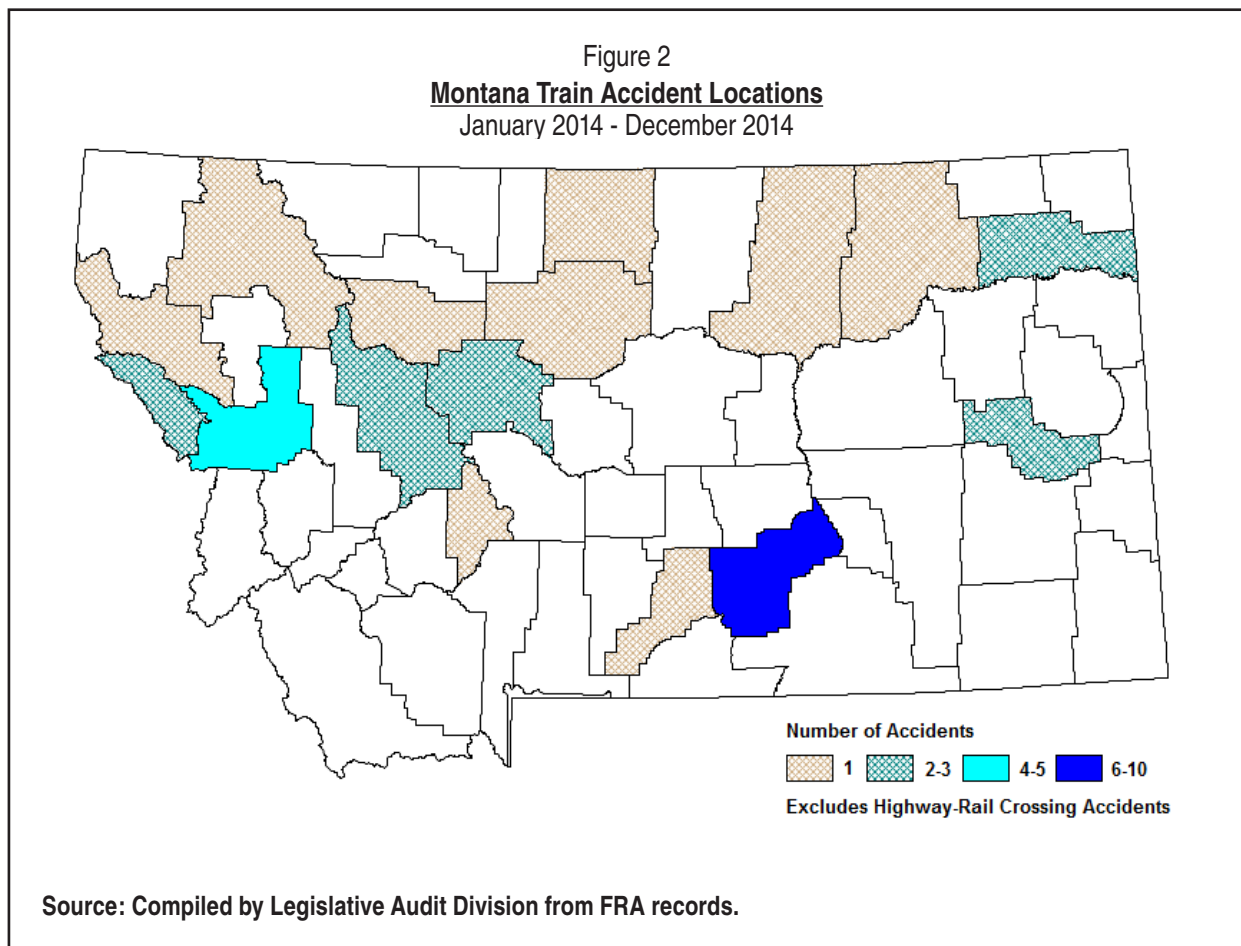 Figure 2
Montana Train Accident Locations
January 2014 - December 2014
Number of Accidents
1 2-3 4-5 6-10
Excludes Highway-Rail Crossing Accidents
Source: Compiled by Legislative Audit Division from FRA records.